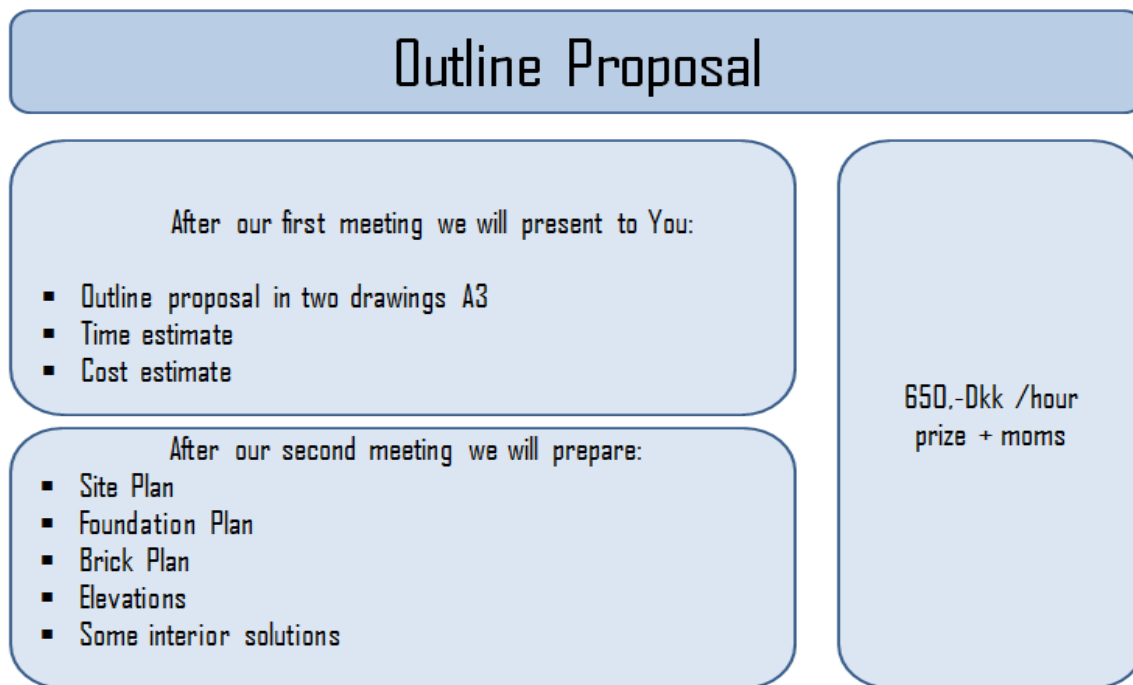 Outline Proposal
After our first meeting we will present to You:
▪ Outline proposal in two drawings A3
▪ Time estimate
▪ Cost estimate
After our second meeting we will prepare:
▪ Site Plan
▪ Foundation Plan
▪ Brick Plan
▪ Elevations
▪ Some interior solutions
650,-Dkk /hour
prize + moms